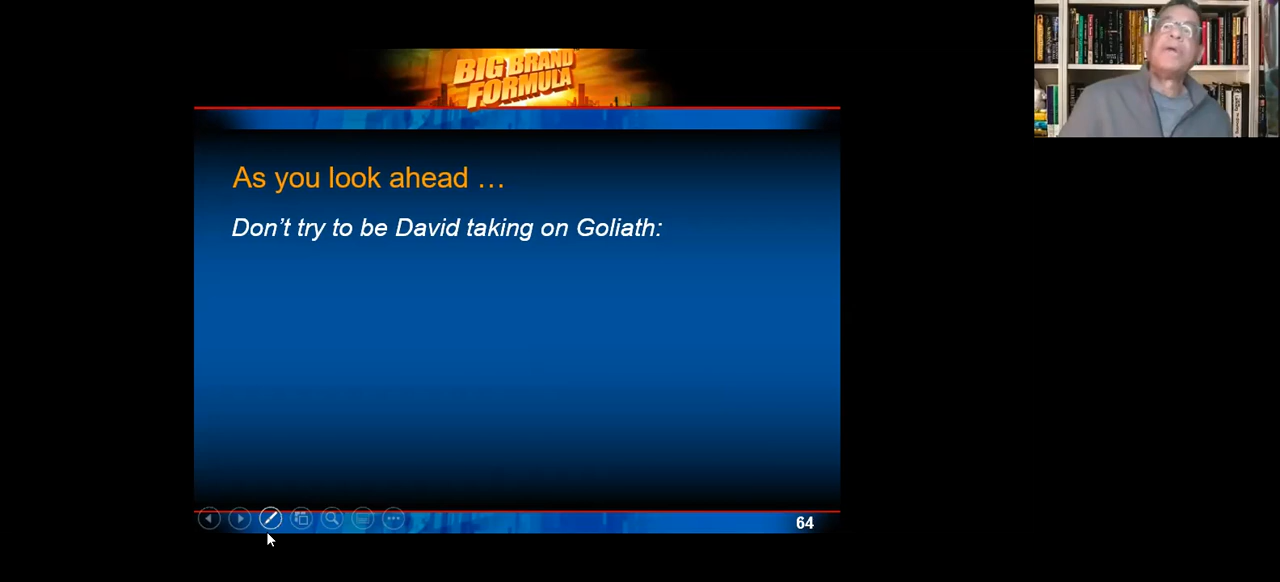 BIG BRAND
FORMULA
As you look ahead …
Don't try to be David taking on Goliath:
64